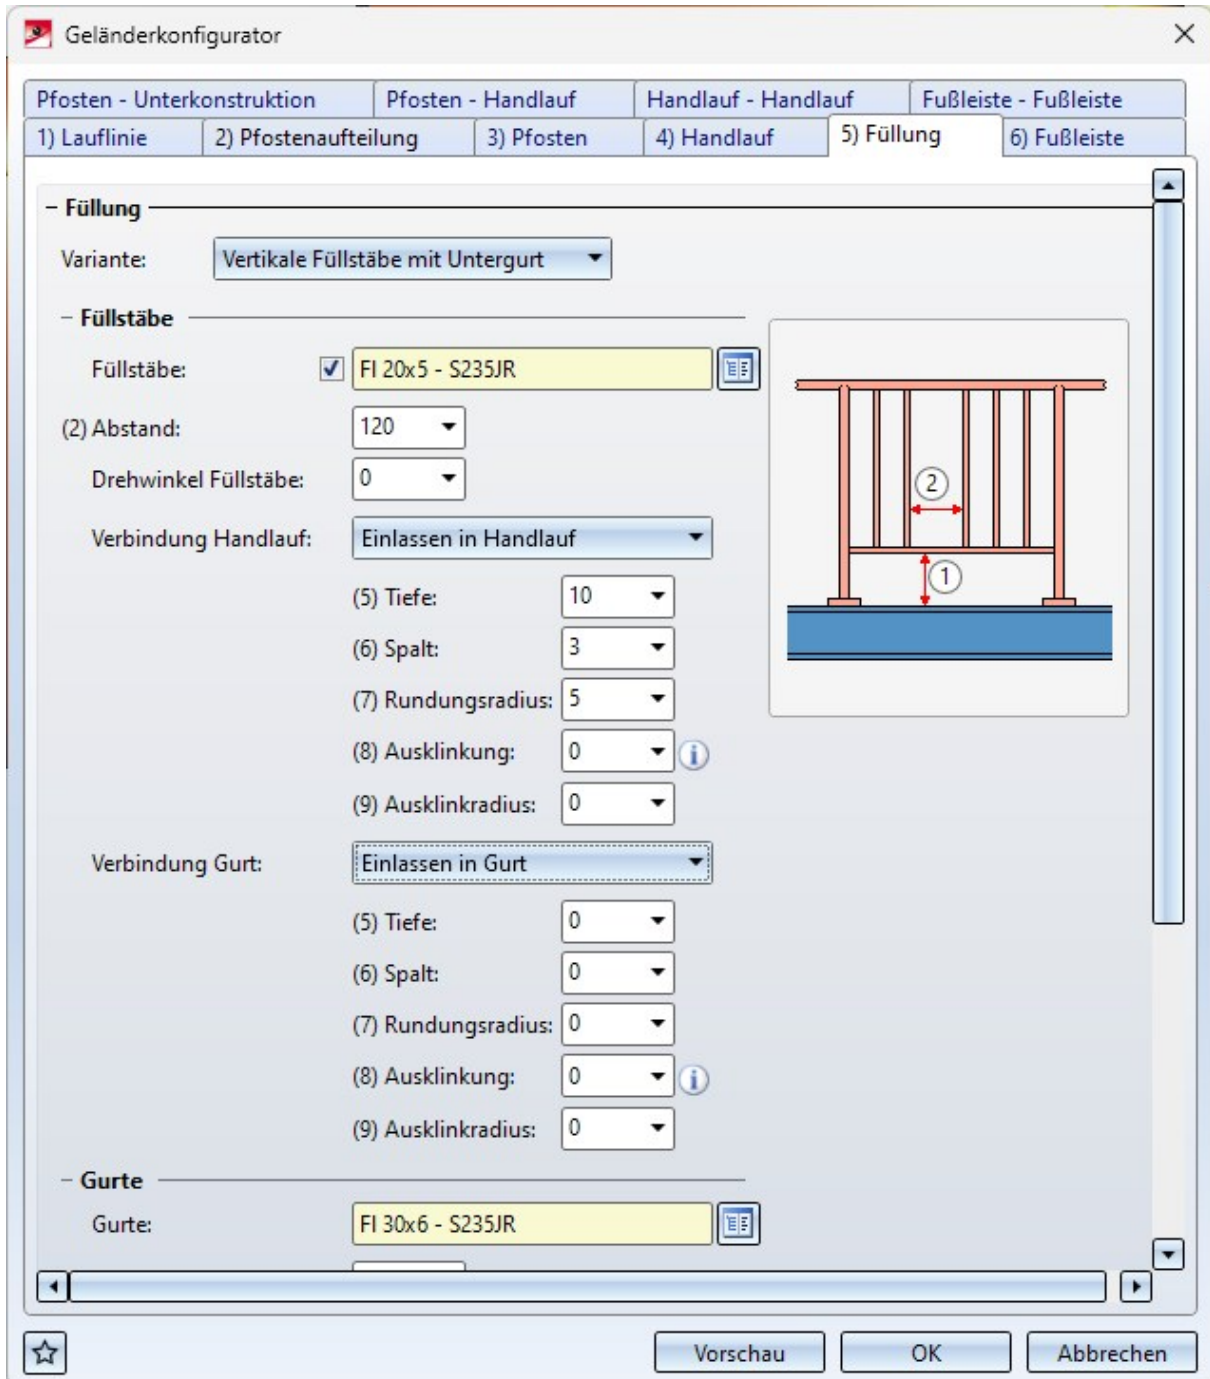 Geländerkonfigurator
Pfosten - Unterkonstruktion Pfosten - Handlauf Handlauf - Handlauf Fußleiste - Fußleiste
1) Lauflinie 2) Pfostenaufteilung 3) Pfosten 4) Handlauf 5) Füllung 6) Fußleiste
Füllung
Variante: Vertikale Füllstäbe mit Untergurt
Füllstäbe
Füllstäbe: Fl 20x5 - S235JR
(2) Abstand: 120
Drehwinkel Füllstäbe: 0
2
Verbindung Handlauf: Einlassen in Handlauf
1
(5) Tiefe: 10
(6) Spalt: 3
(7) Rundungsradius: 5
(8) Ausklinkung: 0
(9) Ausklinkradius: 0
Verbindung Gurt: Einlassen in Gurt
(5) Tiefe: 0
(6) Spalt: 0
(7) Rundungsradius: 0
(8) Ausklinkung: 0
(9) Ausklinkradius: 0
Gurte
Gurte: Fl 30x6 - S235JR
Vorschau OK Abbrechen